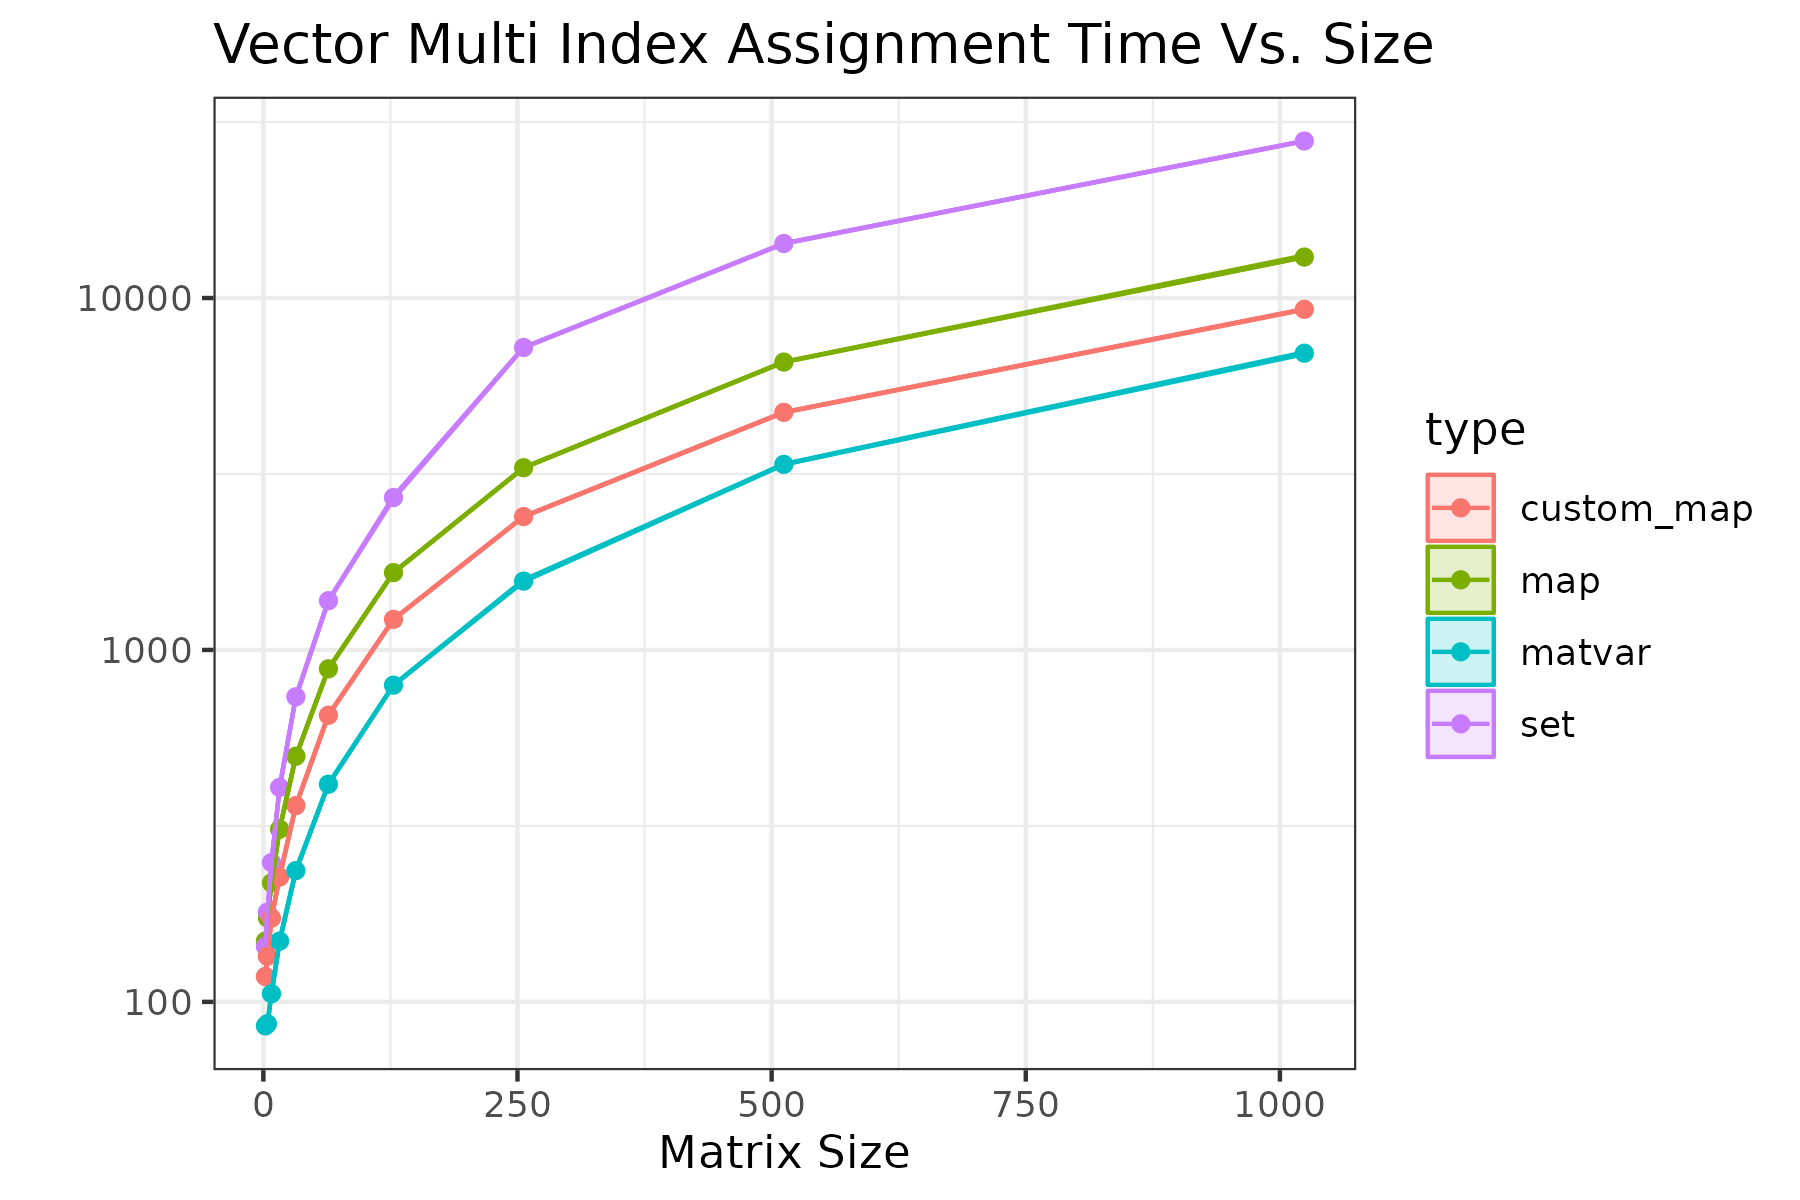 Vector Multi Index Assignment Time Vs. Size
10000
1000
100
0 250 500 750 1000
Matrix Size
type
custom_map
map
matvar
set